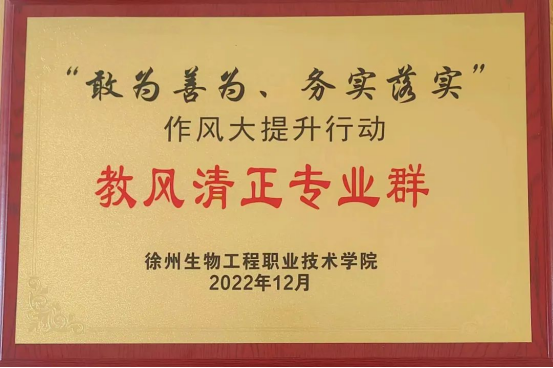 “敢为善为、务实落实”
作风大提升行动
教风清正专业群
徐州生物工程职业技术学院
2022年12月